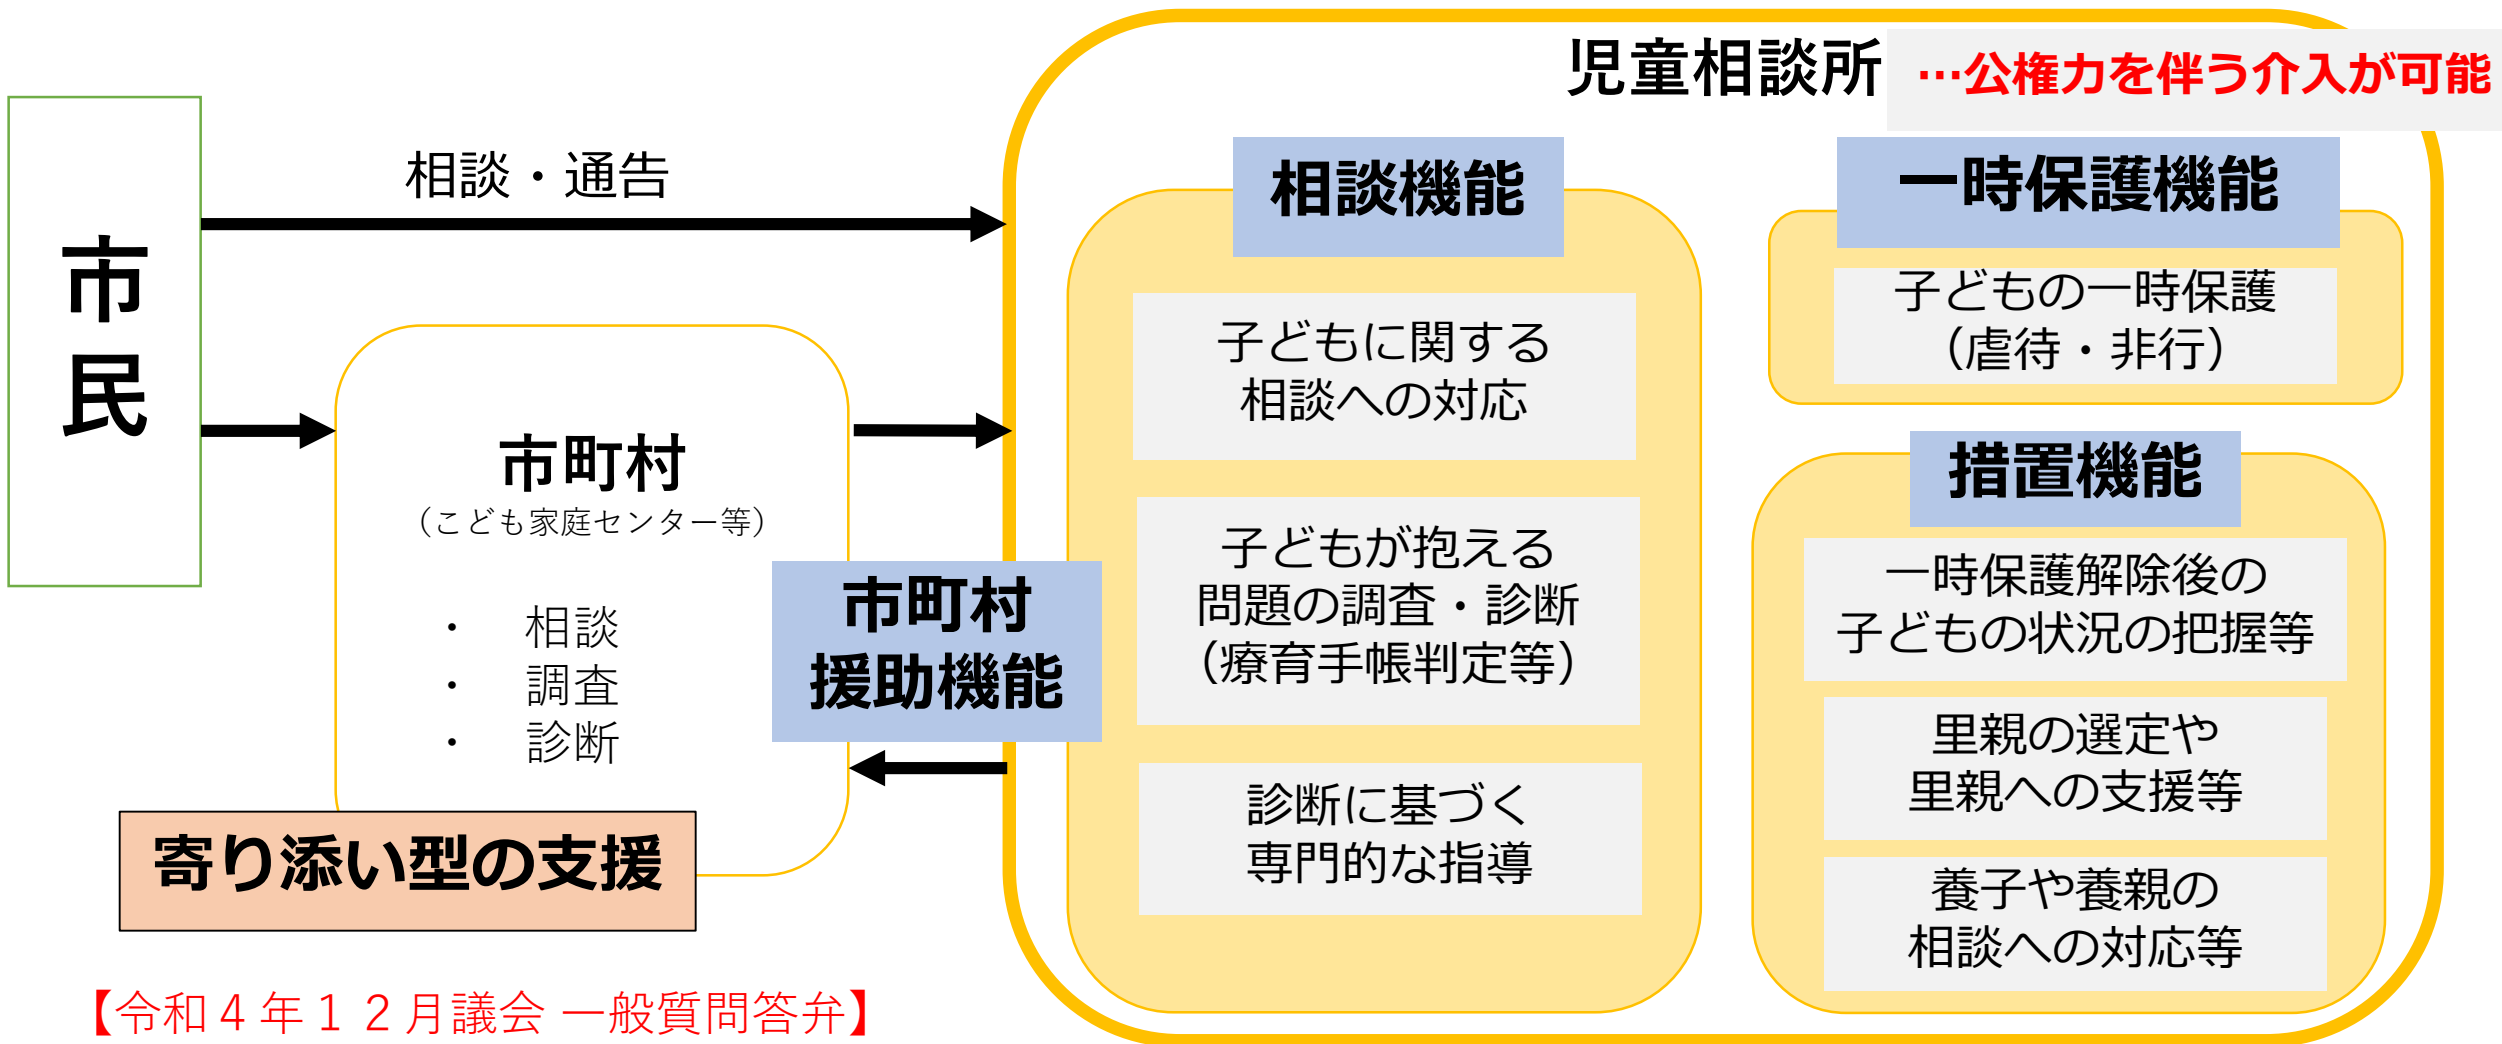 児童相談所 …公権力を伴う介入が可能
市
民
相談・通告
市町村
（こども家庭センター等）
・　相談
・　調査
・　診断
寄り添い型の支援
市町村
援助機能
相談機能
子どもに関する
相談への対応
子どもが抱える
問題の調査・診断
（療育手帳判定等）
診断に基づく
専門的な指導
一時保護機能
子どもの一時保護
（虐待・非行）
措置機能
一時保護解除後の
子どもの状況の把握等
里親の選定や
里親への支援等
養子や養親の
相談への対応等
【令和４年１２月議会 一般質問答弁】